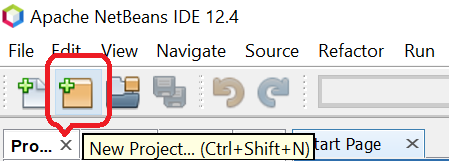 Apache NetBeans IDE 12.4
File Edit View Navigate Source Refactor Run
Pro... New Project... (Ctrl+Shift+N) tart Page